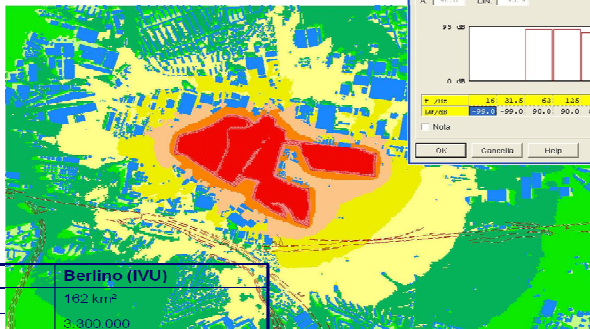 A:
LIN:
95 dB
0 dB
16 31.5 63 125
-99.0 -99.0 90.0 90.0
Nota
OK Cancella Help
Berlino (IVU)
162 km²
3.300.000